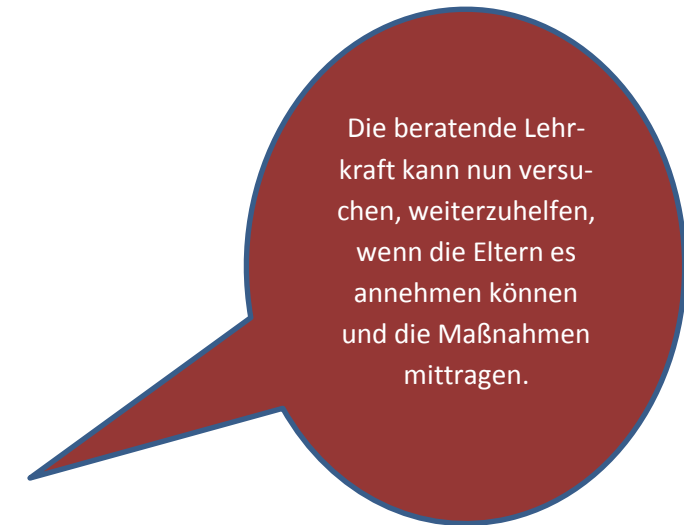 Die beratende Lehr-
kraft kann nun versu-
chen, weiterzuhelfen,
wenn die Eltern es
annehmen können
und die Maßnahmen
mittragen.